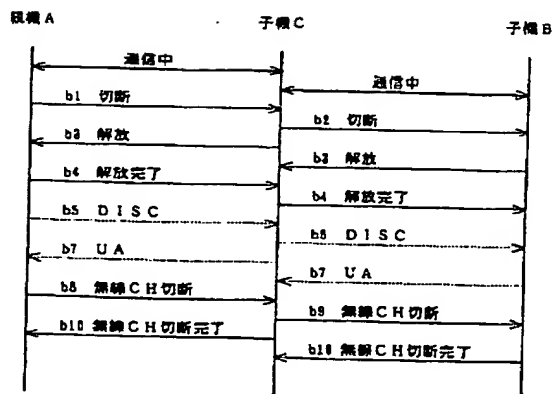 親機A
子機C
子機B
通信中
通信中
b1 切断
b2 切断
b3 解放
b3 解放
b4 解放完了
b4 解放完了
b5 DISC
b6 DISC
b7 UA
b7 UA
b8 無線CH切断
b9 無線CH切断
b10 無線CH切断完了
b10 無線CH切断完了